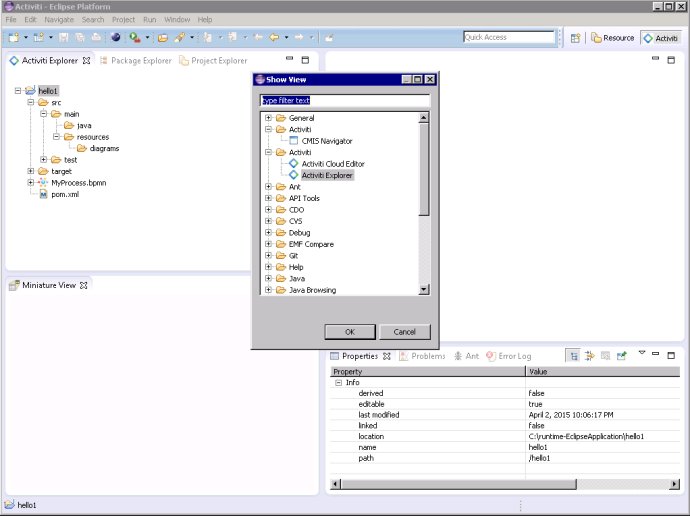 Activiti - Eclipse Platform
File Edit Navigate Search Project Run Window Help
Quick Access
Resource
Activiti
Activiti Explorer
Package Explorer
Project Explorer
hello1
src
main
java
resources
diagrams
test
target
MyProcess.bpmn
pom.xml
Show View
type filter text
General
Activiti
CMIS Navigator
Activiti
Activiti Cloud Editor
Activiti Explorer
Ant
API Tools
CDO
CVS
Debug
EMF Compare
Git
Help
Java
Java Browsing
OK
Cancel
Miniature View
Properties
Problems
Ant
Error Log
Property Value
Info
derived false
editable true
last modified April 2, 2015 10:06:17 PM
linked false
location C:\runtime-EclipseApplication\hello1
name hello1
path /hello1
hello1